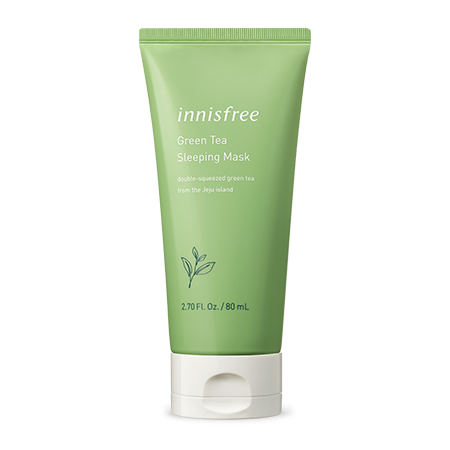 innisfree
Green Tea
Sleeping Mask
double-squeezed green tea
from the Jeju island
2.70 Fl. Oz. / 80 mL